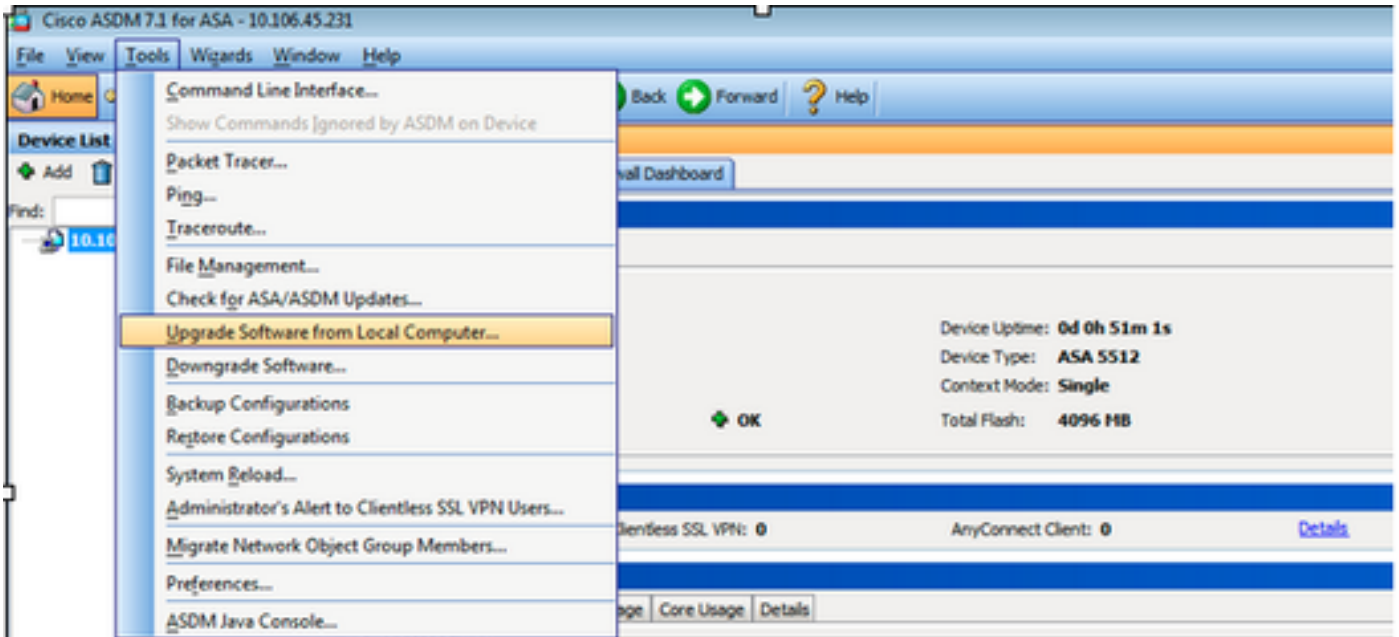 Cisco ASDM 7.1 for ASA - 10.106.45.231
File View Tools Wizards Window Help
Home Back Forward Help
Command Line Interface...
Show Commands Ignored by ASDM on Device
Packet Tracer...
Ping...
Traceroute...
File Management...
Check for ASA/ASDM Updates...
Upgrade Software from Local Computer...
Downgrade Software...
Backup Configurations
Restore Configurations
System Reload...
Administrator's Alert to Clientless SSL VPN Users...
Migrate Network Object Group Members...
Preferences...
ASDM Java Console...
Device List
Add
Find:
10.10
wall Dashboard
Device Uptime: 0d 0h 51m 1s
Device Type: ASA 5512
Context Mode: Single
OK Total Flash: 4096 MB
lientless SSL VPN: 0 AnyConnect Client: 0 Details
age Core Usage Details